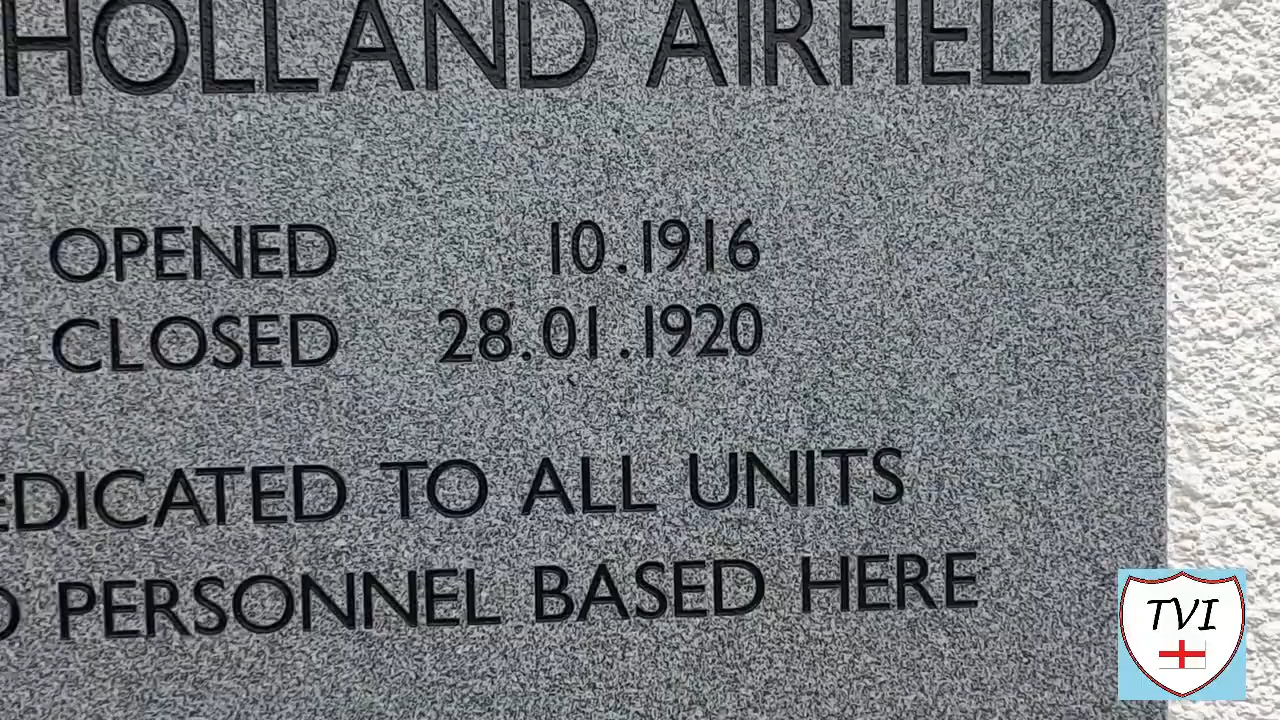 HOLLAND AIRFIELD
OPENED 10.1916
CLOSED 28.01.1920
EDICATED TO ALL UNITS
D PERSONNEL BASED HERE
TVI